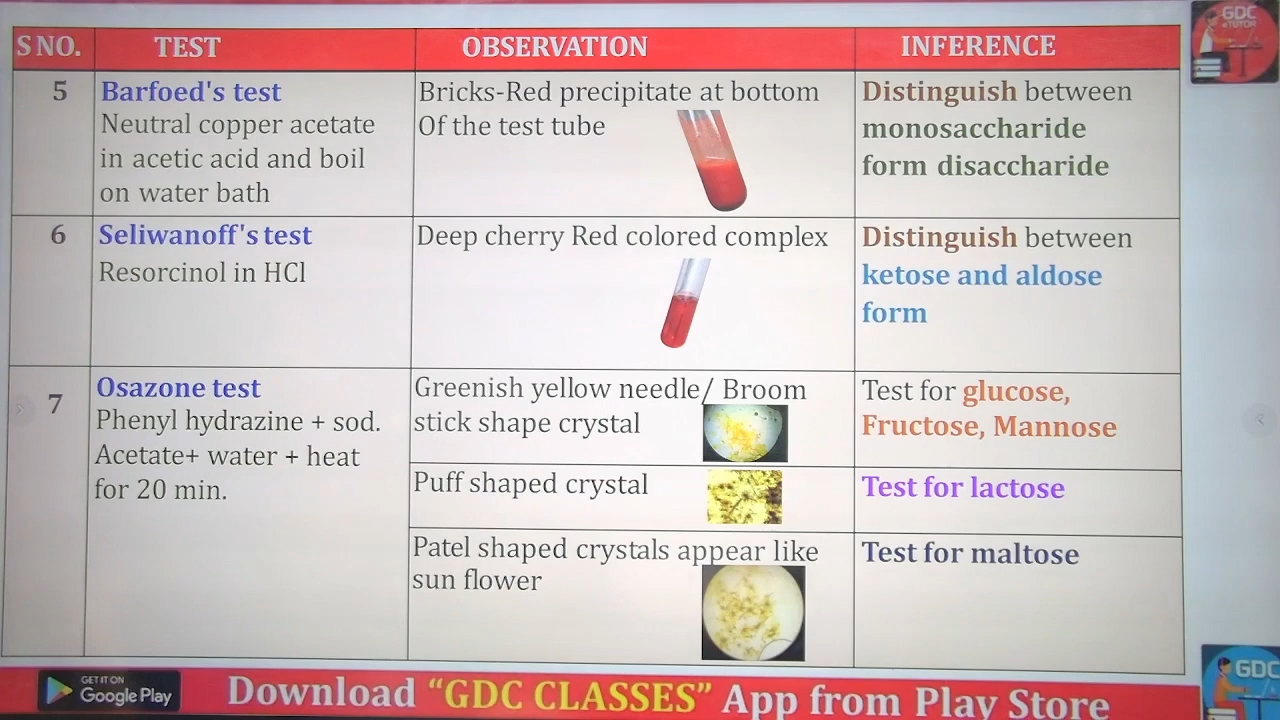 S NO. TEST OBSERVATION INFERENCE
GDC
eTUTOR
5 Barfoed's test
Neutral copper acetate
in acetic acid and boil
on water bath
Bricks-Red precipitate at bottom
Of the test tube
Distinguish between
monosaccharide
form disaccharide
6 Seliwanoff's test
Resorcinol in HCl
Deep cherry Red colored complex
Distinguish between
ketose and aldose
form
7 Osazone test
Phenyl hydrazine + sod.
Acetate+ water + heat
for 20 min.
Greenish yellow needle/ Broom
stick shape crystal
Test for glucose,
Fructose, Mannose
Puff shaped crystal
Test for lactose
Patel shaped crystals appear like
sun flower
Test for maltose
GET IT ON
Google Play
Download “GDC CLASSES” App from Play Store
GDC